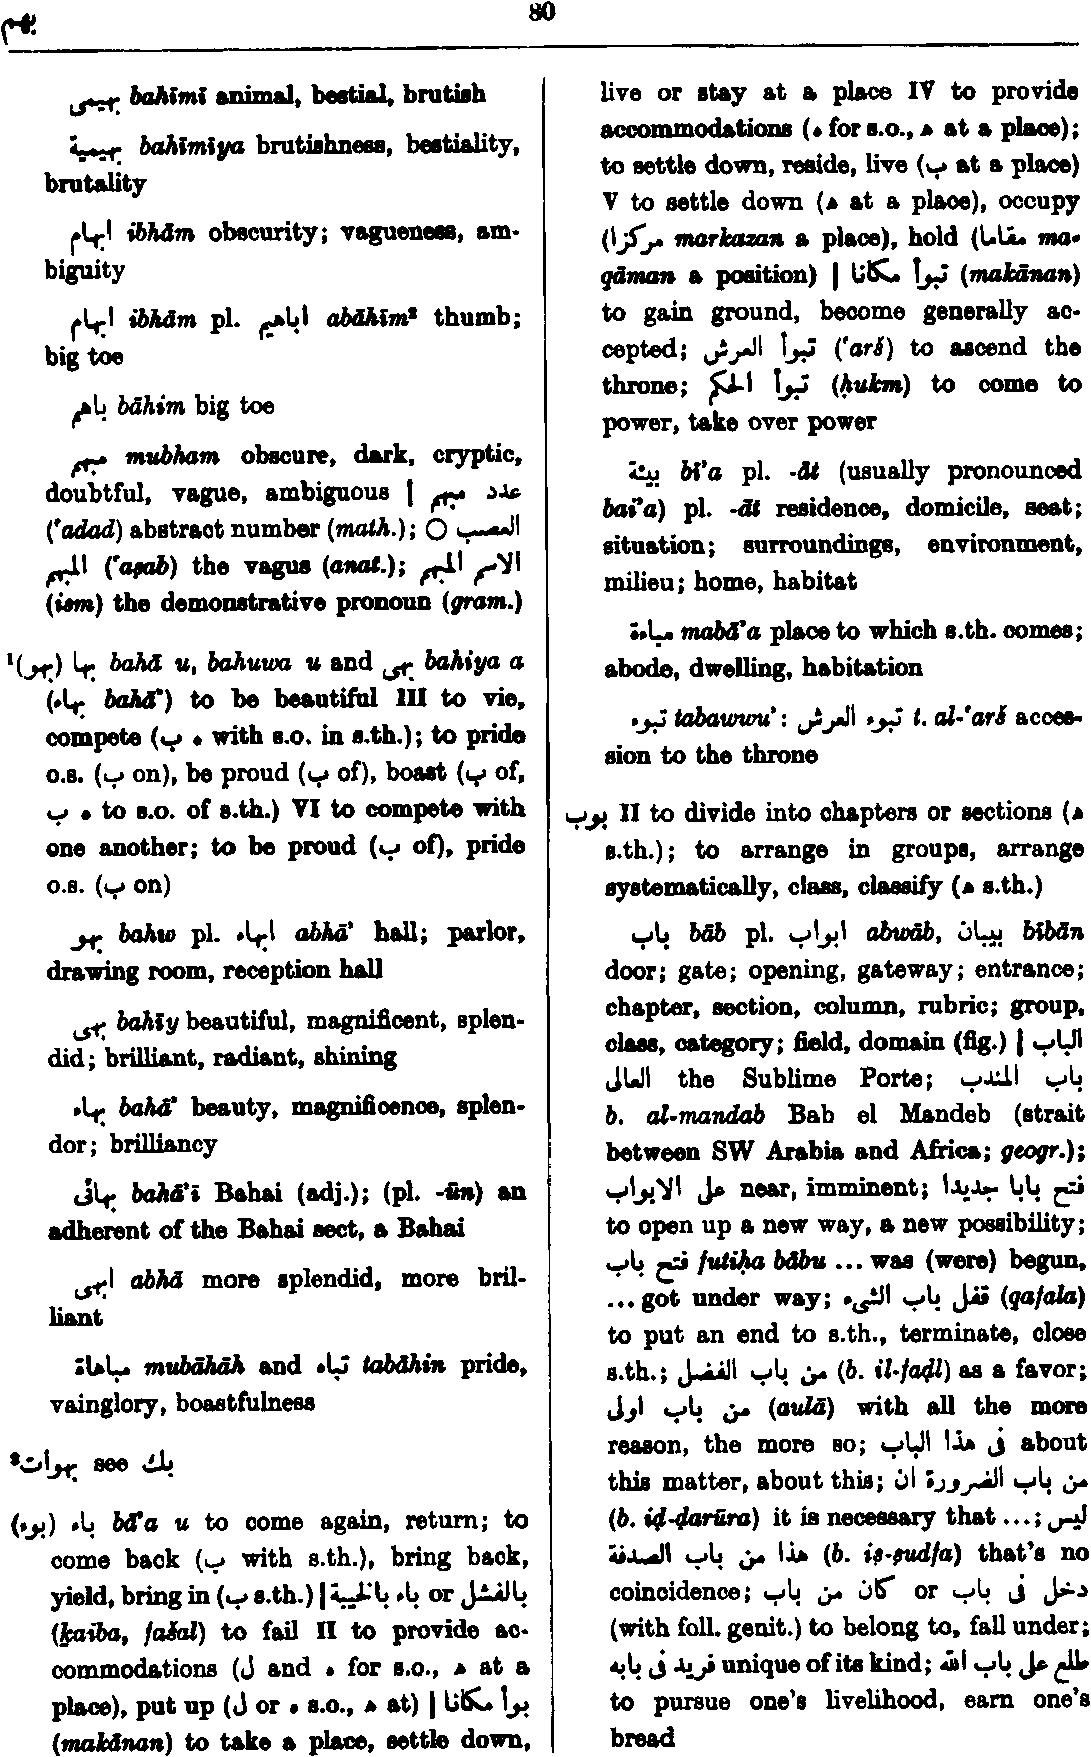 بهم
80
بهيمى bahīmī animal, bestial, brutish
بهيمية bahīmīya brutishness, bestiality,
brutality
ابهام ibhām obscurity; vagueness, am-
biguity
ابهام ibhām pl. اباهيم abāhīm² thumb;
big toe
باهم bāhim big toe
مبهم mubham obscure, dark, cryptic,
doubtful, vague, ambiguous | عدد مبهم
(‘adad) abstract number (math.); ○ العصب
المبهم (‘aṣab) the vagus (anat.); الاسم المبهم
(ism) the demonstrative pronoun (gram.)
¹(بهو) بها bahā u, bahuwa u and بهى bahiya a
(بهاء bahā’) to be beautiful III to vie,
compete (ب ه with s.o. in s.th.); to pride
o.s. (ب on), be proud (ب of), boast (ب of,
ب ه to s.o. of s.th.) VI to compete with
one another; to be proud (ب of), pride
o.s. (ب on)
بهو bahw pl. ابهاء abhā’ hall; parlor,
drawing room, reception hall
بهى bahīy beautiful, magnificent, splen-
did; brilliant, radiant, shining
بهاء bahā’ beauty, magnificence, splen-
dor; brilliancy
بهائى bahā’ī Bahai (adj.); (pl. -ūn) an
adherent of the Bahai sect, a Bahai
ابهى abhā more splendid, more bril-
liant
مباهاة mubāhāh and تباه tabāhin pride,
vainglory, boastfulness
²بهوات see بك
(بوء) باء bā’a u to come again, return; to
come back (ب with s.th.), bring back,
yield, bring in (ب s.th.) | باء بالخيبة or بالفشل
(ḵaiba, fašal) to fail II to provide ac-
commodations (ل and ه for s.o., ه at a
place), put up (ل or ه s.o., ه at) | بوأ مكانا
(makānan) to take a place, settle down,
live or stay at a place IV to provide
accommodations (ه for s.o., ه at a place);
to settle down, reside, live (ب at a place)
V to settle down (ه at a place), occupy
(مركزا markazan a place), hold (مقاما ma-
qāman a position) | تبوأ مكانا (makānan)
to gain ground, become generally ac-
cepted; تبوأ العرش (‘arš) to ascend the
throne; تبوأ الحكم (ḥukm) to come to
power, take over power
بيئة bī’a pl. -āt (usually pronounced
bai’a) pl. -āt residence, domicile, seat;
situation; surroundings, environment,
milieu; home, habitat
مباءة mabā’a place to which s.th. comes;
abode, dwelling, habitation
تبوء tabawwu’: تبوء العرش t. al-‘arš acces-
sion to the throne
بوب II to divide into chapters or sections (ه
s.th.); to arrange in groups, arrange
systematically, class, classify (ه s.th.)
باب bāb pl. ابواب abwāb, بيبان bībān
door; gate; opening, gateway; entrance;
chapter, section, column, rubric; group,
class, category; field, domain (fig.) | الباب
العالى the Sublime Porte; باب المندب
b. al-mandab Bab el Mandeb (strait
between SW Arabia and Africa; geogr.);
على الابواب near, imminent; فتح بابا جديدا
to open up a new way, a new possibility;
فتح باب futiḥa bābu ... was (were) begun,
... got under way; قفل باب الشىء (qafala)
to put an end to s.th., terminate, close
s.th.; من باب الفضل (b. il-faḍl) as a favor;
من باب اولى (aulā) with all the more
reason, the more so; فى هذا الباب about
this matter, about this; من باب الضرورة ان
(b. iḍ-ḍarūra) it is necessary that ...; ليس
هذا من باب الصدفة (b. iṣ-ṣudfa) that's no
coincidence; كان من باب or دخل فى باب
(with foll. genit.) to belong to, fall under;
فريد فى بابه unique of its kind; طلع على باب الله
to pursue one's livelihood, earn one's
bread